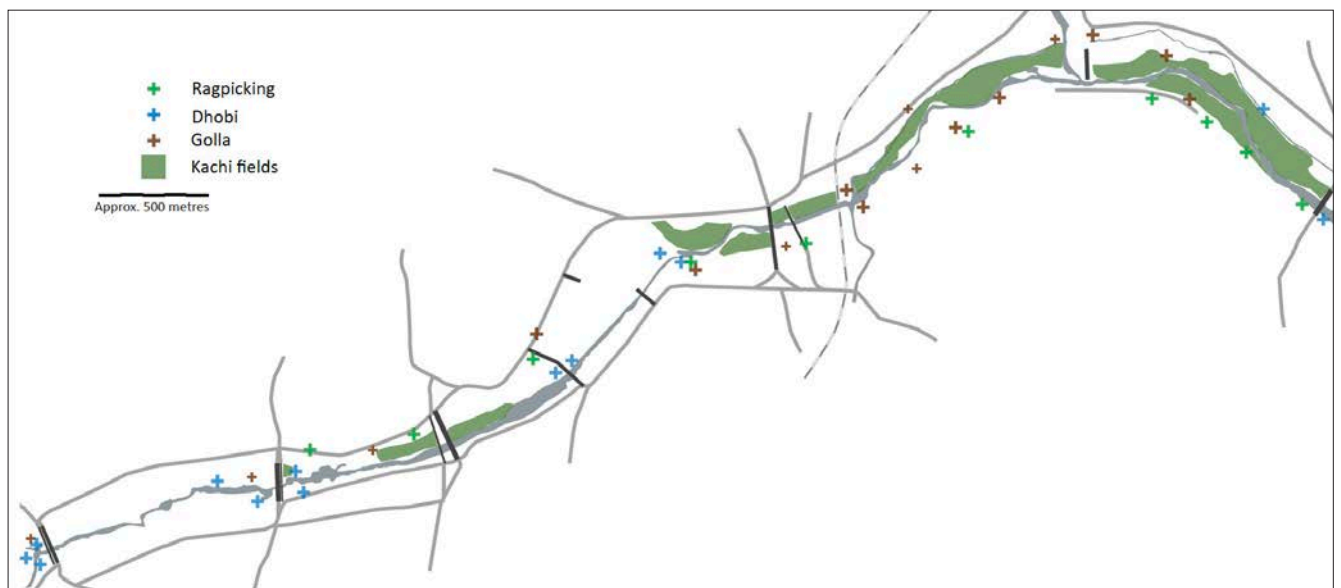 Ragpicking
Dhobi
Golla
Kachi fields
Approx. 500 metres